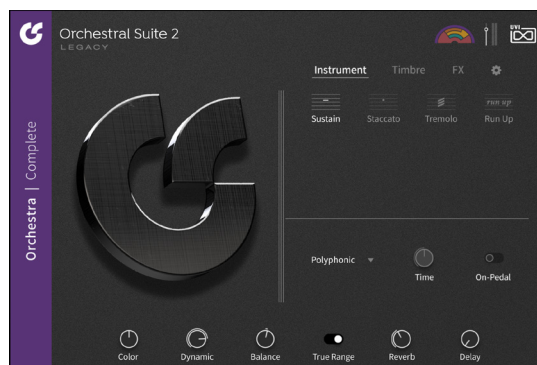 Orchestral Suite 2
LEGACY
UVI
Orchestra | Complete
Instrument Timbre FX
run up
Sustain Staccato Tremolo Run Up
Polyphonic
Time On-Pedal
Color Dynamic Balance True Range Reverb Delay